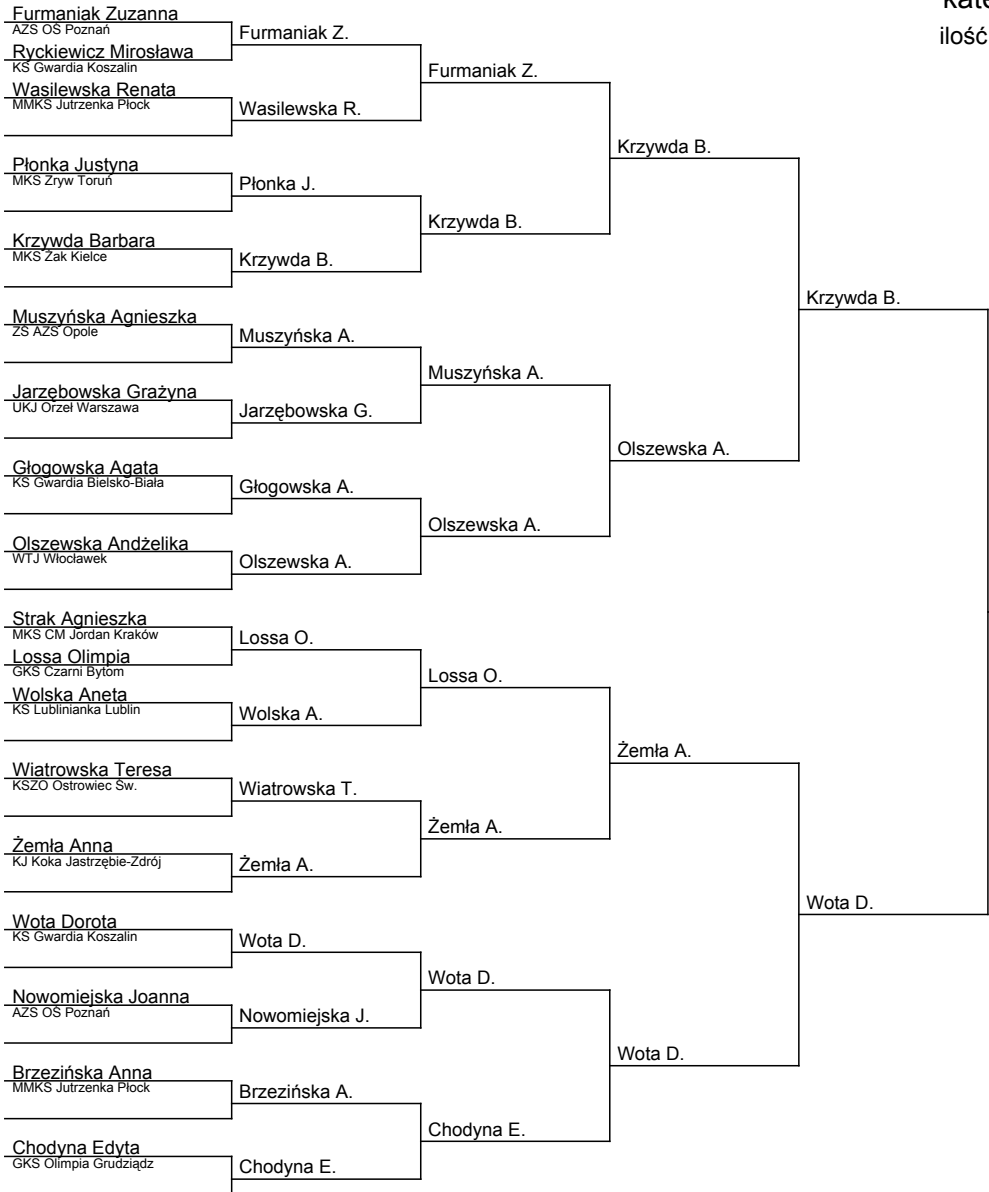 Furmaniak Zuzanna
AZS OŚ Poznań
Ryckiewicz Mirosława
KS Gwardia Koszalin
Wasilewska Renata
MMKS Jutrzenka Płock
Płonka Justyna
MKS Zryw Toruń
Krzywda Barbara
MKS Żak Kielce
Muszyńska Agnieszka
ZS AZS Opole
Jarzębowska Grażyna
UKJ Orzeł Warszawa
Głogowska Agata
KS Gwardia Bielsko-Biała
Olszewska Andżelika
WTJ Włocławek
Strak Agnieszka
MKS CM Jordan Kraków
Lossa Olimpia
GKS Czarni Bytom
Wolska Aneta
KS Lublinianka Lublin
Wiatrowska Teresa
KSZO Ostrowiec Św.
Żemła Anna
KJ Koka Jastrzębie-Zdrój
Wota Dorota
KS Gwardia Koszalin
Nowomiejska Joanna
AZS OŚ Poznań
Brzezińska Anna
MMKS Jutrzenka Płock
Chodyna Edyta
GKS Olimpia Grudziądz
Furmaniak Z.
Wasilewska R.
Płonka J.
Krzywda B.
Muszyńska A.
Jarzębowska G.
Głogowska A.
Olszewska A.
Lossa O.
Wolska A.
Wiatrowska T.
Żemła A.
Wota D.
Nowomiejska J.
Brzezińska A.
Chodyna E.
Furmaniak Z.
Krzywda B.
Muszyńska A.
Olszewska A.
Lossa O.
Żemła A.
Wota D.
Chodyna E.
Krzywda B.
Olszewska A.
Żemła A.
Wota D.
Krzywda B.
Wota D.
ilość